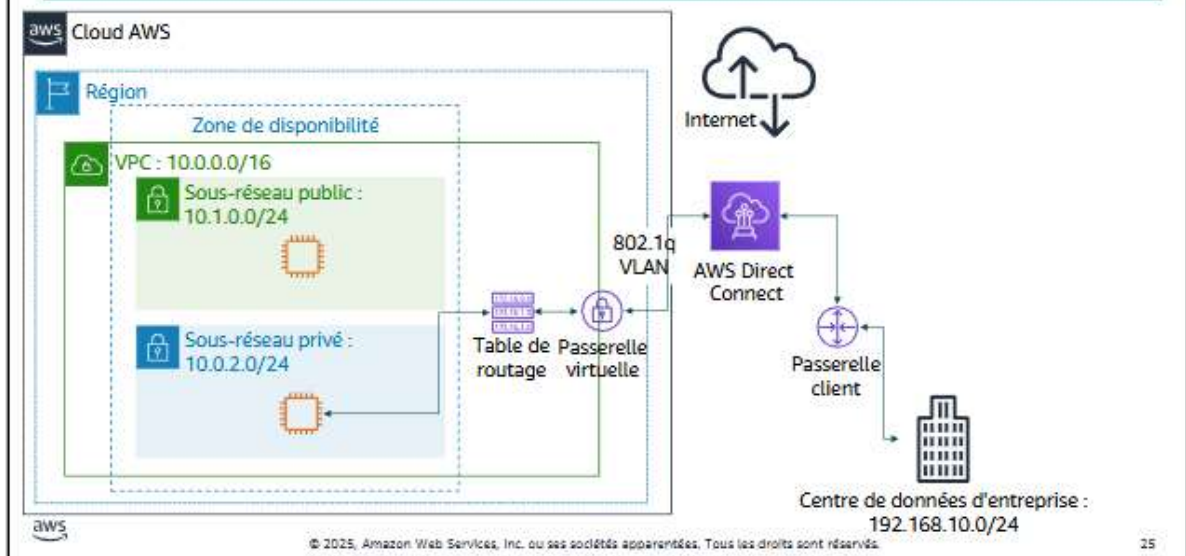 aws
Cloud AWS
Région
Zone de disponibilité
VPC : 10.0.0.0/16
Sous-réseau public :
10.1.0.0/24
Sous-réseau privé :
10.0.2.0/24
Table de
routage
Passerelle
virtuelle
802.1q
VLAN
Internet
AWS Direct
Connect
Passerelle
client
Centre de données d'entreprise :
192.168.10.0/24
aws
© 2025, Amazon Web Services, Inc. ou ses sociétés apparentées. Tous les droits sont réservés.
25